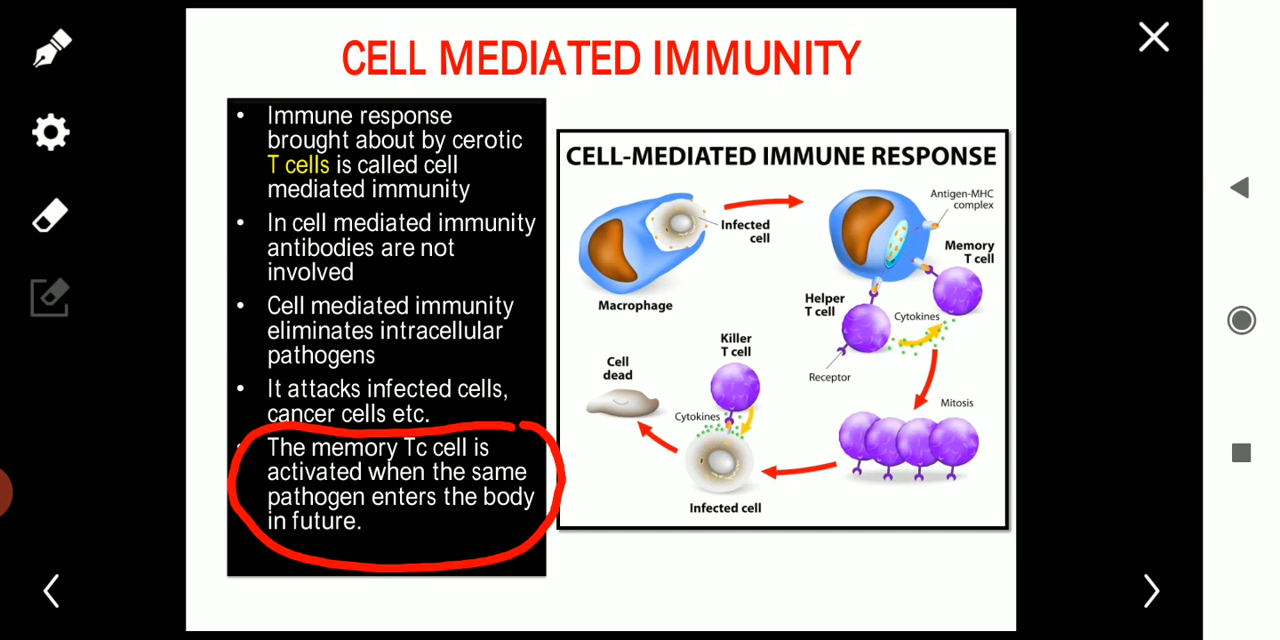 CELL MEDIATED IMMUNITY
• Immune response
brought about by cerotic
T cells is called cell
mediated immunity
• In cell mediated immunity
antibodies are not
involved
• Cell mediated immunity
eliminates intracellular
pathogens
• It attacks infected cells,
cancer cells etc.
• The memory Tc cell is
activated when the same
pathogen enters the body
in future.
CELL-MEDIATED IMMUNE RESPONSE
Infected
cell
Macrophage
Antigen-MHC
complex
Memory
T cell
Helper
T cell
Cytokines
Receptor
Mitosis
Killer
T cell
Cell
dead
Cytokines
Infected cell